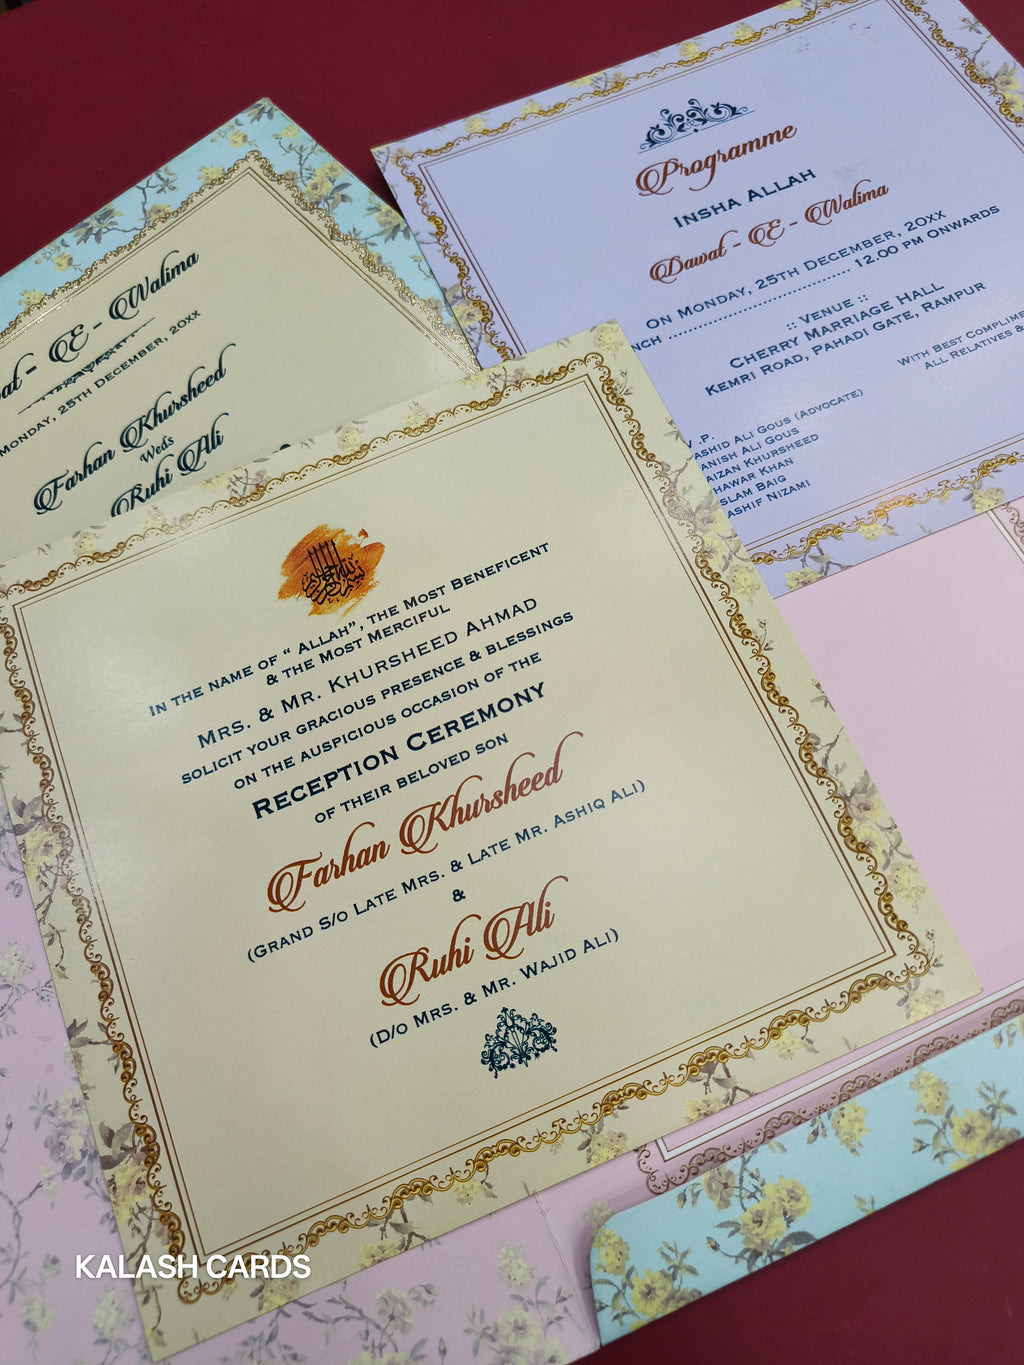 Walima
Monday, 25th December, 20xx
Farhan Khursheed
Weds
Ruhi Ali
Programme
Insha Allah
Dawat - E - Walima
on Monday, 25th December, 20xx
.................................... 12.00 pm onwards
:: Venue ::
Cherry Marriage Hall
Kemri Road, Pahadi Gate, Rampur
With Best
All Relatives &
.P.
Ali Gous (Advocate)
Ali Gous
Khursheed
Khan
Baig
Nizami
بسم الله الرحمن الرحيم
In the name of “ Allah”, the Most Beneficent
& the Most Merciful
Mrs. & Mr. Khursheed Ahmad
solicit your gracious presence & blessings
on the auspicious occasion of the
Reception Ceremony
of their beloved son
Farhan Khursheed
(Grand S/o Late Mrs. & Late Mr. Ashiq Ali)
&
Ruhi Ali
(D/o Mrs. & Mr. Wajid Ali)
KALASH CARDS